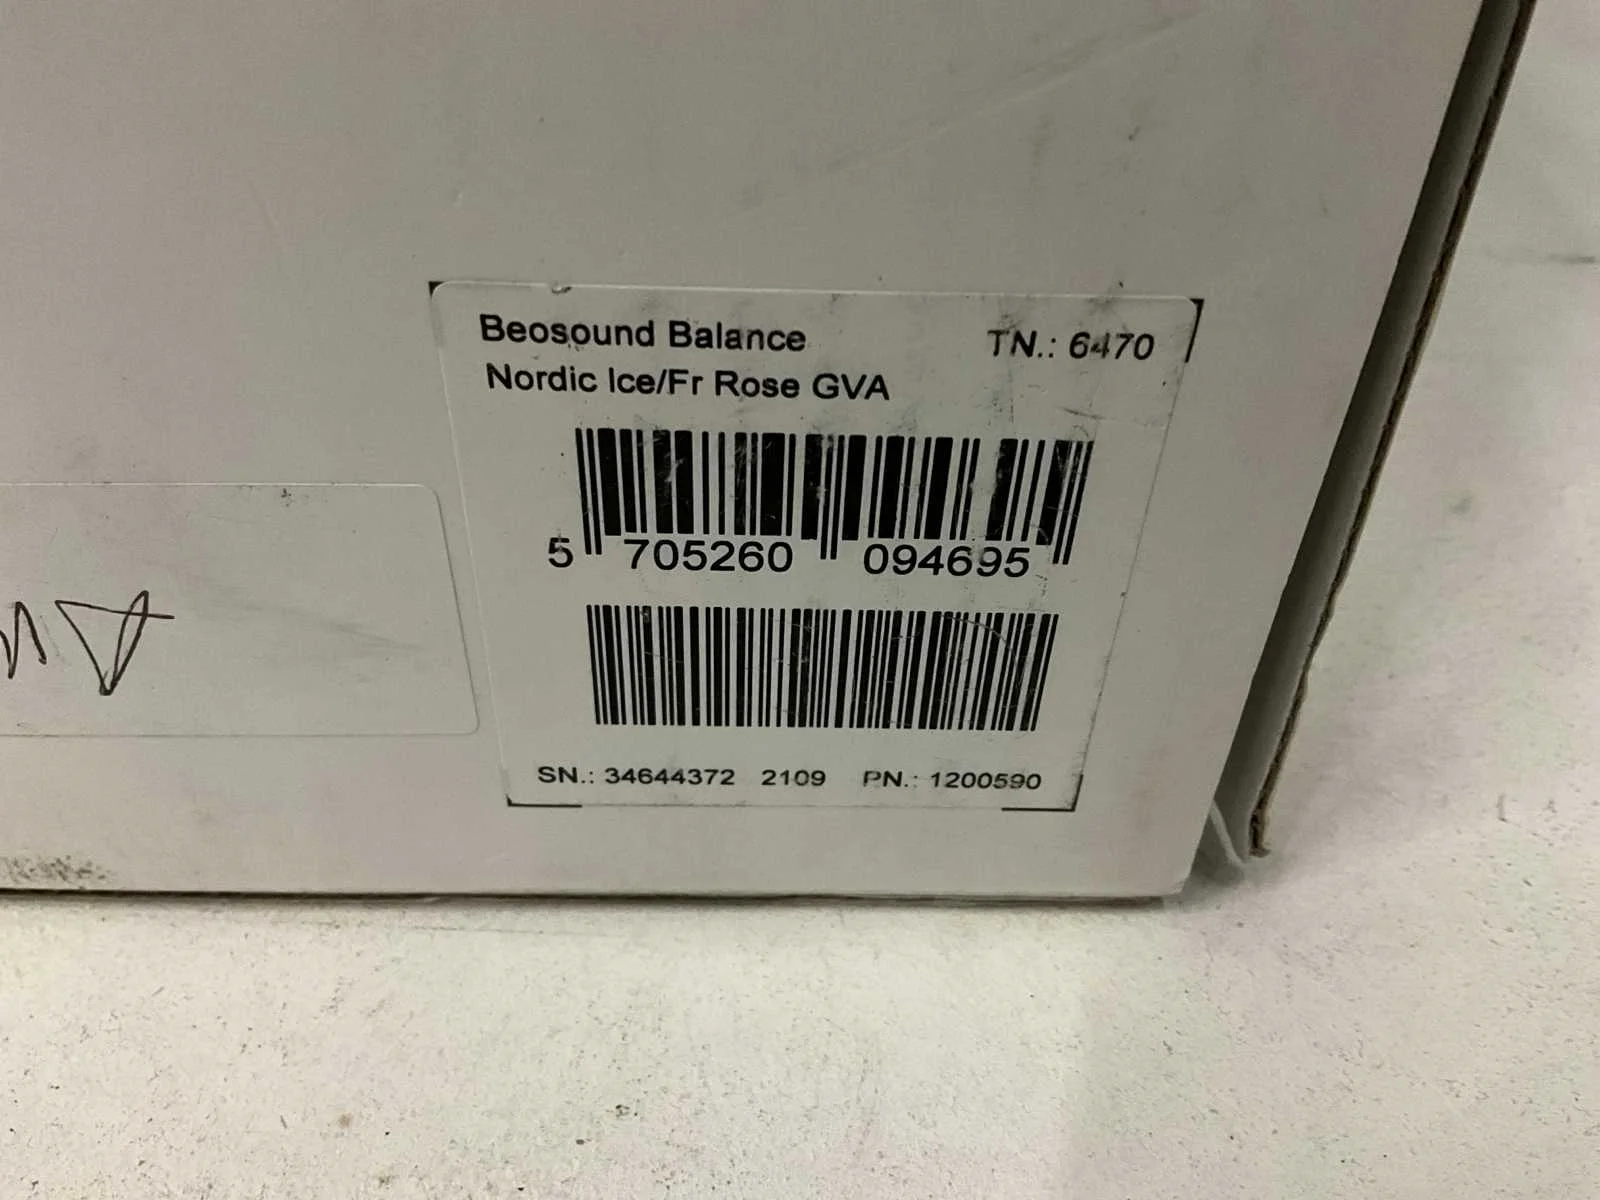 Beosound Balance
TN.: 6470
Nordic Ice/Fr Rose GVA
5 705260 094695
SN.: 34644372 2109 PN.: 1200590